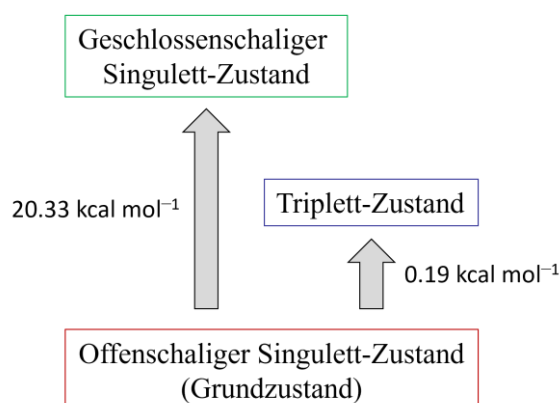 Geschlossenschaliger
Singulett-Zustand
20.33 kcal mol⁻¹
Triplett-Zustand
0.19 kcal mol⁻¹
Offenschaliger Singulett-Zustand
(Grundzustand)